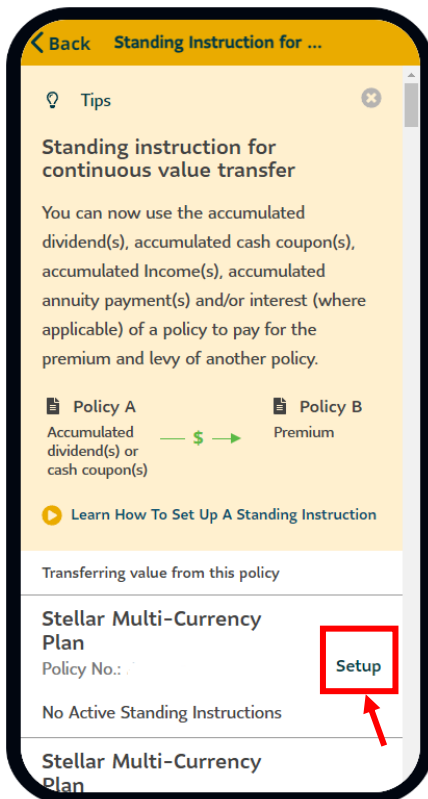 Back Standing Instruction for ...
Tips
Standing instruction for
continuous value transfer
You can now use the accumulated
dividend(s), accumulated cash coupon(s),
accumulated Income(s), accumulated
annuity payment(s) and/or interest (where
applicable) of a policy to pay for the
premium and levy of another policy.
Policy A
Accumulated
dividend(s) or
cash coupon(s)
$
Policy B
Premium
Learn How To Set Up A Standing Instruction
Transferring value from this policy
Stellar Multi-Currency
Plan
Policy No.:
Setup
No Active Standing Instructions
Stellar Multi-Currency
Plan